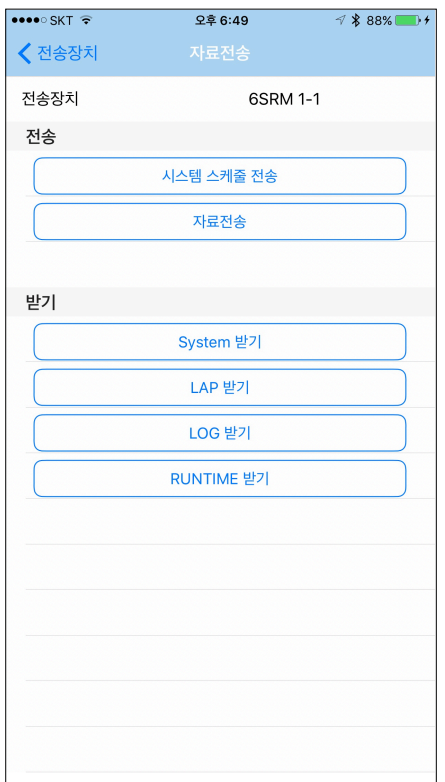 SKT 오후 6:49 88%
전송장치 자료전송
전송장치 6SRM 1-1
전송
시스템 스케줄 전송
자료전송
받기
System 받기
LAP 받기
LOG 받기
RUNTIME 받기